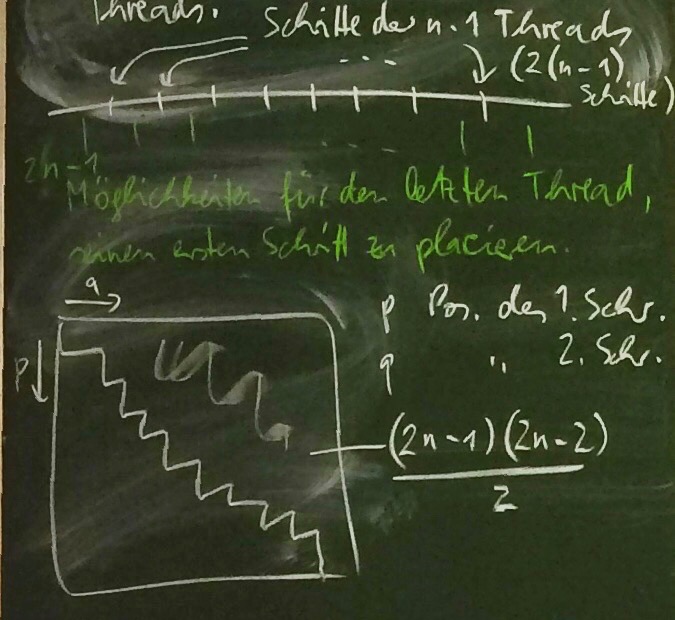 Threads.
Schritte der n-1 Threads
... (2(n-1)
Schritte)
2n-1
Möglichkeiten für den letzten Thread,
seinen ersten Schritt zu placieren.
q
p Pos. des 1. Schr.
p
q " 2. Schr.
(2n-1)(2n-2)
2